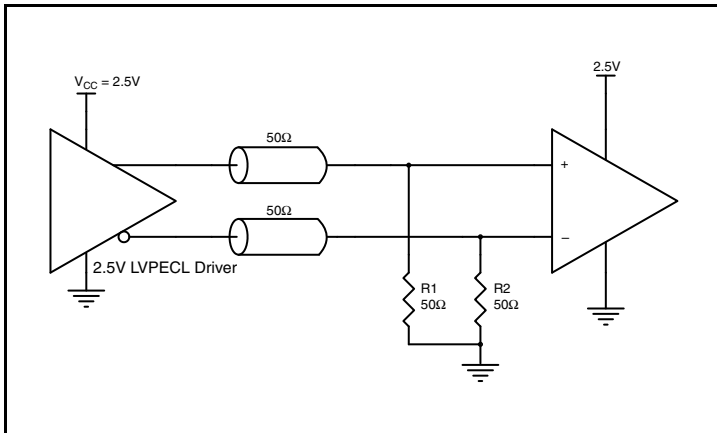 V_CC = 2.5V
2.5V
50Ω
+
50Ω
–
2.5V LVPECL Driver
R1
50Ω
R2
50Ω